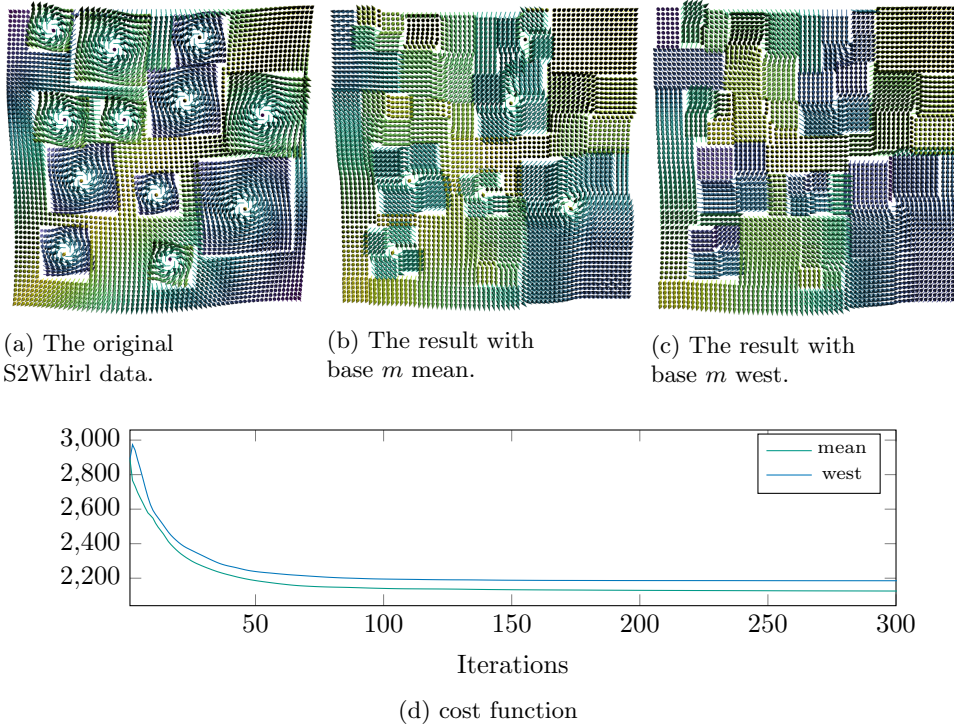 (a) The original
S2Whirl data.
(b) The result with
base m mean.
(c) The result with
base m west.
3,000
2,800
2,600
2,400
2,200
mean
west
50
100
150
200
250
300
Iterations
(d) cost function